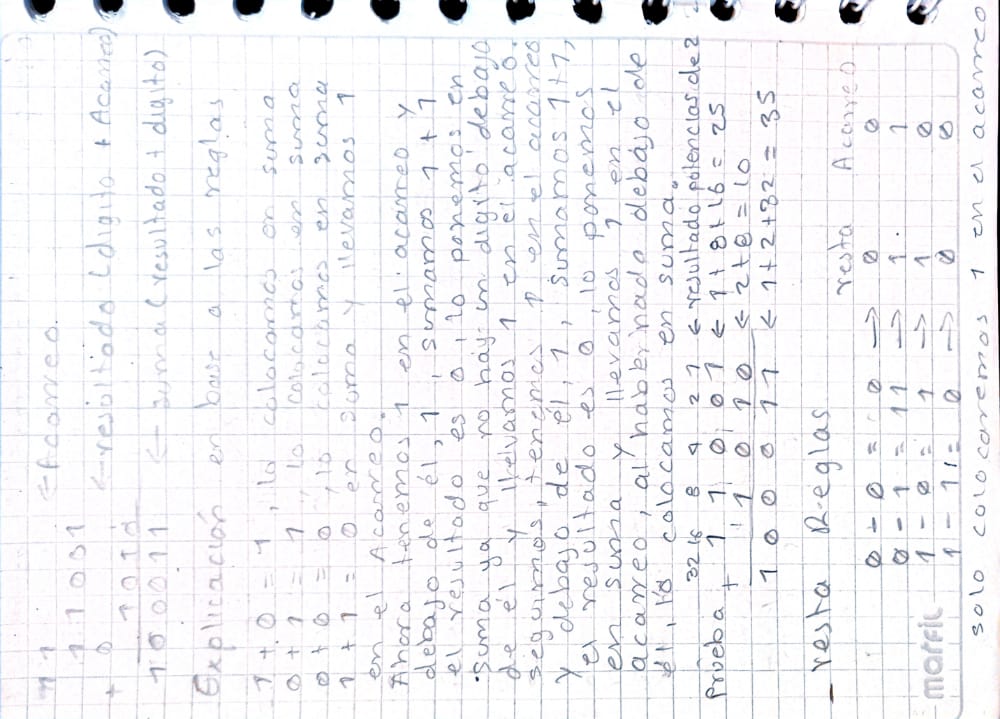 1 1 ← Acarreo.
1 1 0 0 1 ← resultado (digito + Acarreo)
+ 0 1 0 1 0
1 0 0 0 1 1 ← suma (resultado + digito)
Explicación en base a las reglas
1 + 0 = 1, lo colocamos en suma
0 + 1 = 1, lo colocamos en suma
0 + 0 = 0, lo colocamos en suma
1 + 1 = 0 en suma y llevamos 1
en el Acarreo.
Ahora tenemos 1 en el acarreo y
debajo de él, 1, sumamos 1 + 1
el resultado es 0, lo ponemos en
suma ya que no hay un digito debajo
de él y llevamos 1 en el acarreo.
seguimos, tenemos 1 en el acarreo
y debajo de él, 1, sumamos 1+1,
el resultado es 0, lo ponemos
en suma y llevamos 1 en el
acarreo, al no haber nada debajo de
él, lo colocamos en suma.
prueba 32 16 8 4 2 1 ← resultado potencias de 2
+ 1 1 0 0 1 ← 1 + 8 + 16 = 25
1 0 1 0 ← 2 + 8 = 10
1 0 0 0 1 1 ← 1 + 2 + 32 = 35
- resta Reglas resta Acarreo
0 - 0 = 0 → 0 0
0 - 1 = 11 → 1 1
1 - 0 = 1 → 1 0
1 - 1 = 0 → 0 0
marfil
solo colocaremos 1 en el acarreo